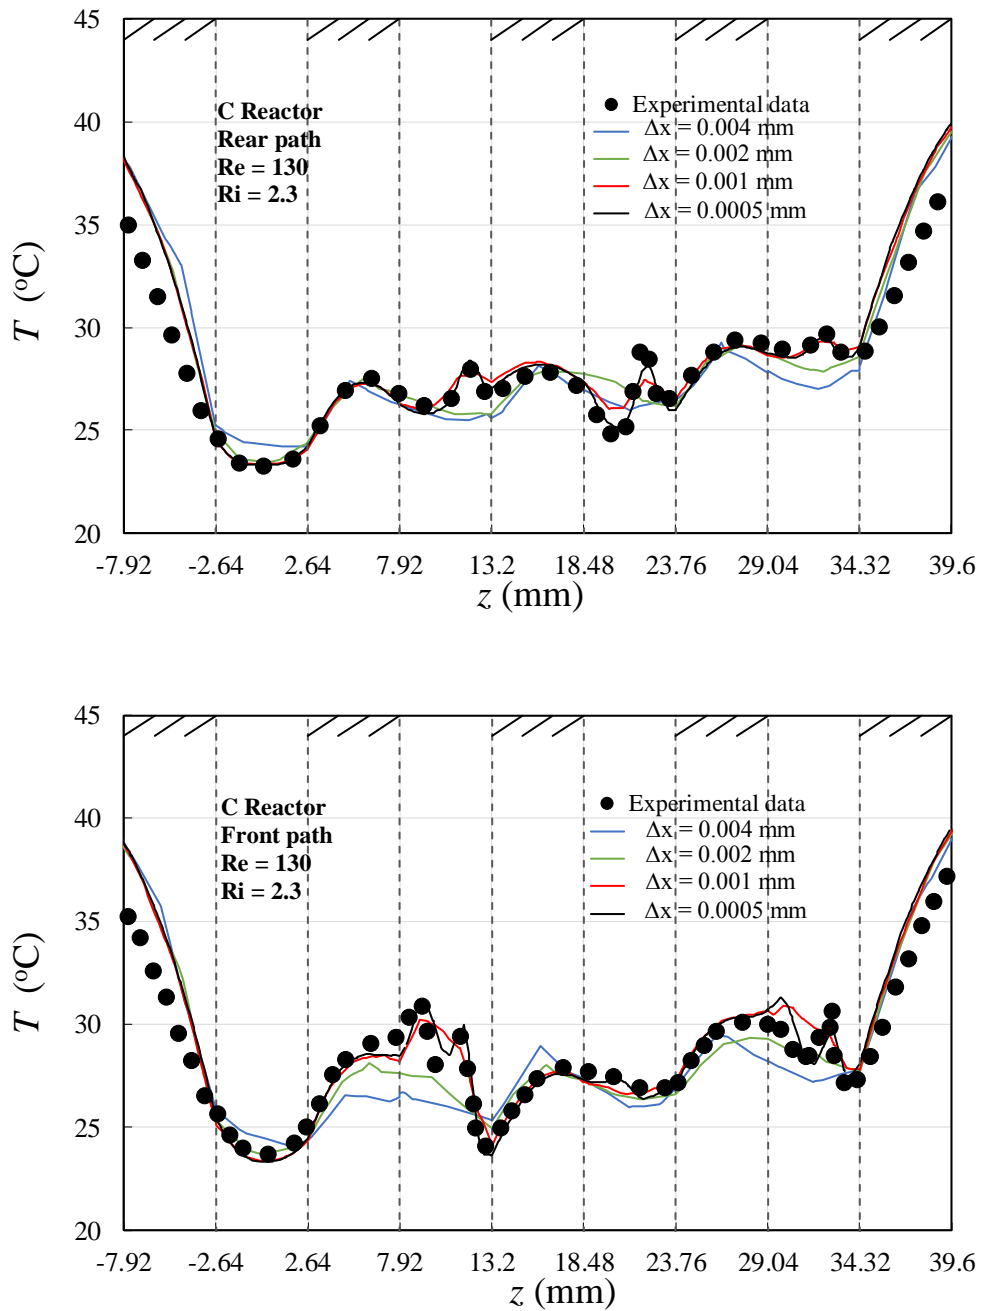 45
40
35
30
25
20
T (°C)
C Reactor
Rear path
Re = 130
Ri = 2.3
Experimental data
Δx = 0.004 mm
Δx = 0.002 mm
Δx = 0.001 mm
Δx = 0.0005 mm
-7.92 -2.64 2.64 7.92 13.2 18.48 23.76 29.04 34.32 39.6
z (mm)
45
40
35
30
25
20
T (°C)
C Reactor
Front path
Re = 130
Ri = 2.3
Experimental data
Δx = 0.004 mm
Δx = 0.002 mm
Δx = 0.001 mm
Δx = 0.0005 mm
-7.92 -2.64 2.64 7.92 13.2 18.48 23.76 29.04 34.32 39.6
z (mm)